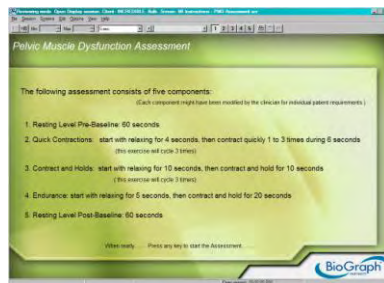 Pelvic Muscle Dysfunction Assessment
The following assessment consists of five components:
(Each component might have been modified by the clinician for individual patient requirements.)
1. Resting Level Pre-Baseline: 60 seconds
2. Quick Contractions: start with relaxing for 4 seconds, then contract quickly 1 to 3 times during 6 seconds
(this exercise will cycle 3 times)
3. Contract and Holds: start with relaxing for 10 seconds, then contract and hold for 10 seconds
( this exercise will cycle 3 times)
4. Endurance: start with relaxing for 5 seconds, then contract and hold for 20 seconds
5. Resting Level Post-Baseline: 60 seconds
When ready...... Press any key to start the Assessment.
BioGraph